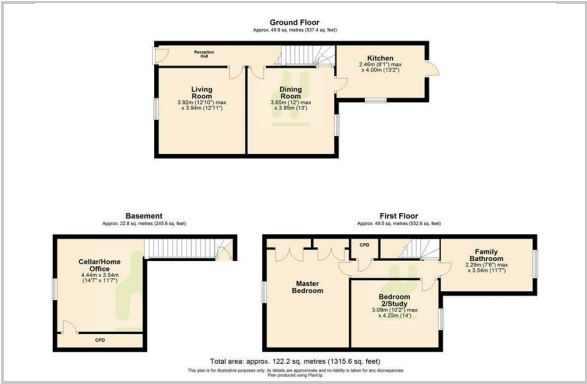 Ground Floor
Approx. 49.9 sq. metres (537.4 sq. feet)
Reception
Hall
Kitchen
2.46m (8'1") max
x 4.00m (13'2")
Living
Room
3.92m (12'10") max
x 3.94m (12'11")
Dining
Room
3.65m (12') max
x 3.95m (13')
Basement
Approx. 22.8 sq. metres (245.6 sq. feet)
Cellar/Home
Office
4.44m x 3.54m
(14'7" x 11'7")
CPD
First Floor
Approx. 49.5 sq. metres (532.6 sq. feet)
CPD
Family
Bathroom
2.29m (7'6") max
x 3.54m (11'7")
Master
Bedroom
Bedroom
2/Study
3.09m (10'2") max
x 4.25m (14')
Total area: approx. 122.2 sq. metres (1315.6 sq. feet)
This plan is for illustrative purposes only, its details are approximate and no liability is taken for any discrepancies
Plan produced using PlanUp.